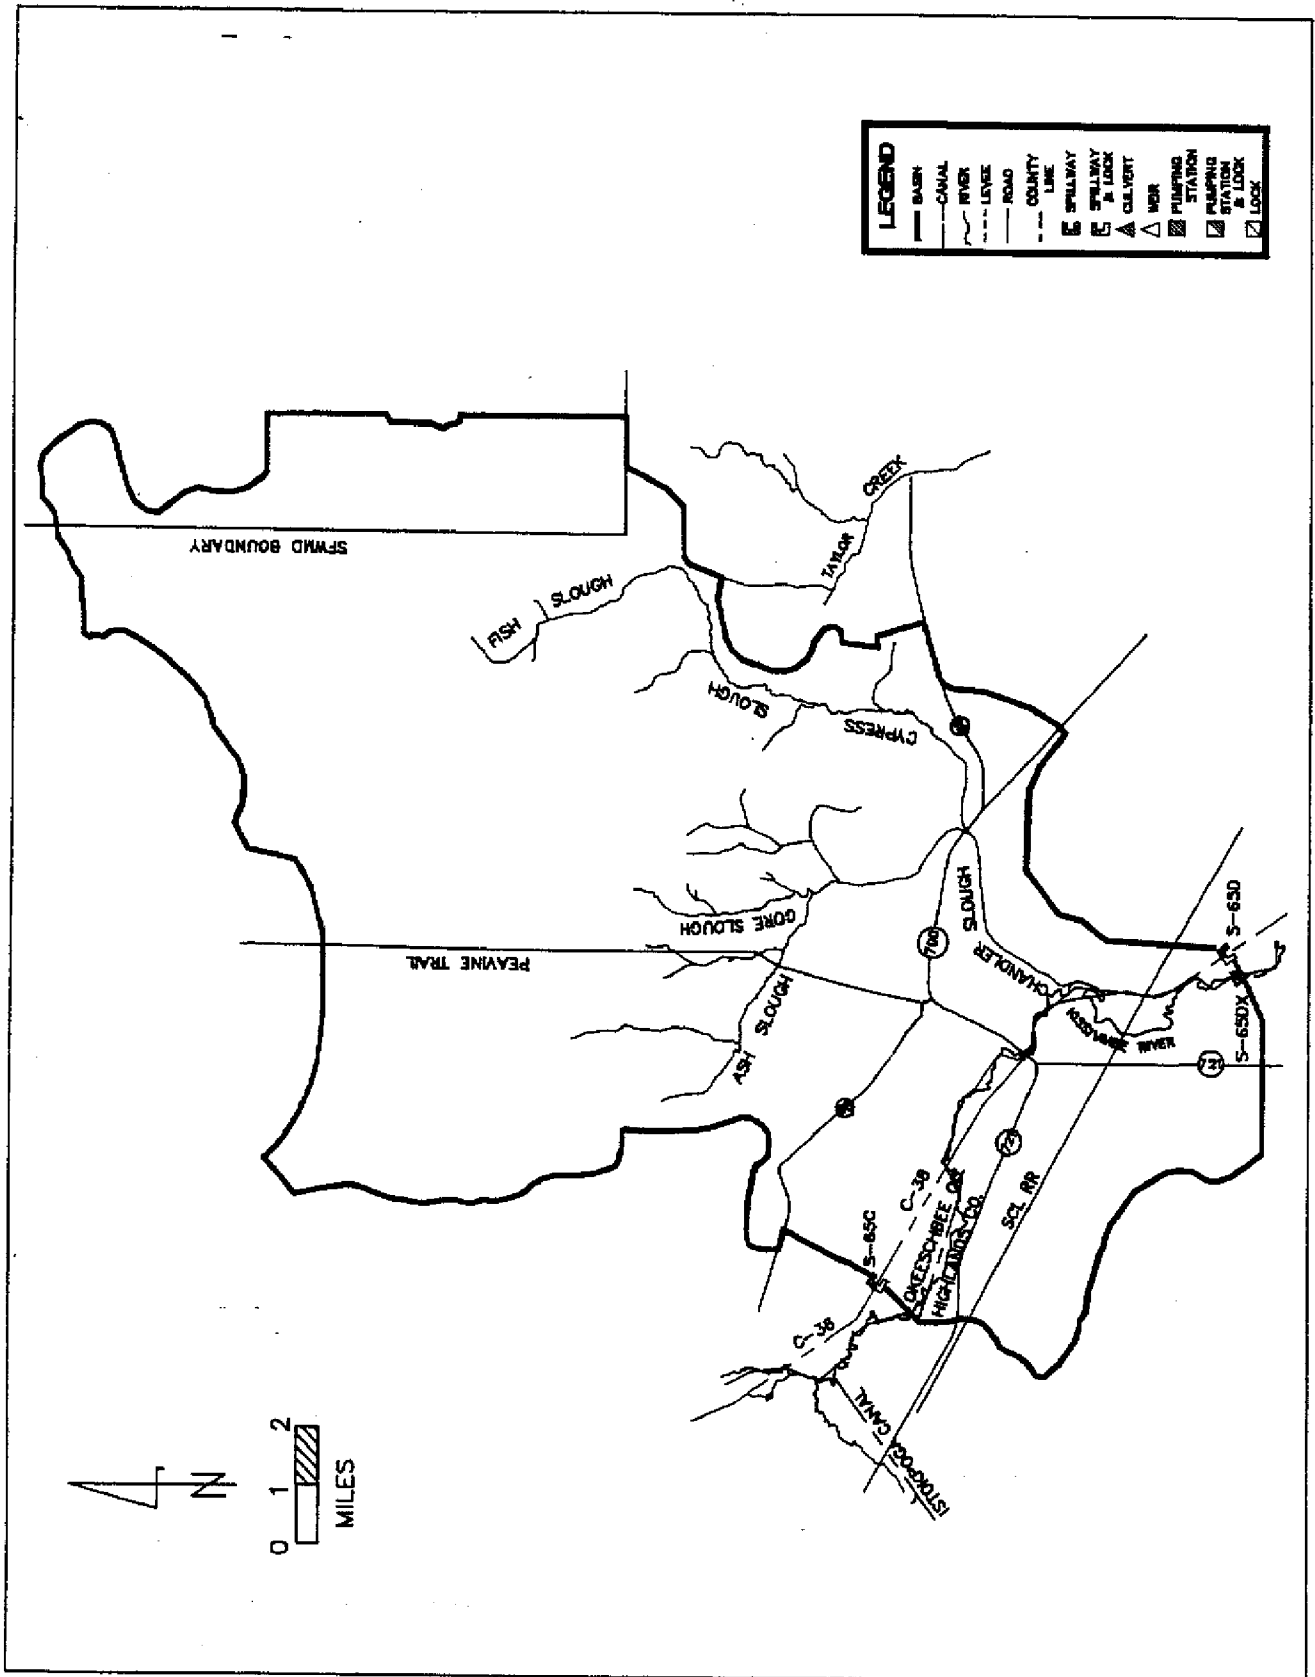 N
0 1 2
MILES
SFWMD BOUNDARY
FISH SLOUGH
TAYLOR CREEK
CYPRESS SLOUGH
PEAVINE TRAIL
GORE SLOUGH
ASH SLOUGH
700
CHANDLER SLOUGH
KISSIMMEE RIVER
721
721
S-65D
S-65DX
S-65C
C-38
C-38
HIGHLANDS CO.
SCL RR
ISTOKPOGA CANAL
LEGEND
BASIN
CANAL
RIVER
LEVEE
ROAD
COUNTY
LINE
SPILLWAY
SPILLWAY
& LOCK
CULVERT
WEIR
PUMPING
STATION
PUMPING
STATION
& LOCK
LOCK